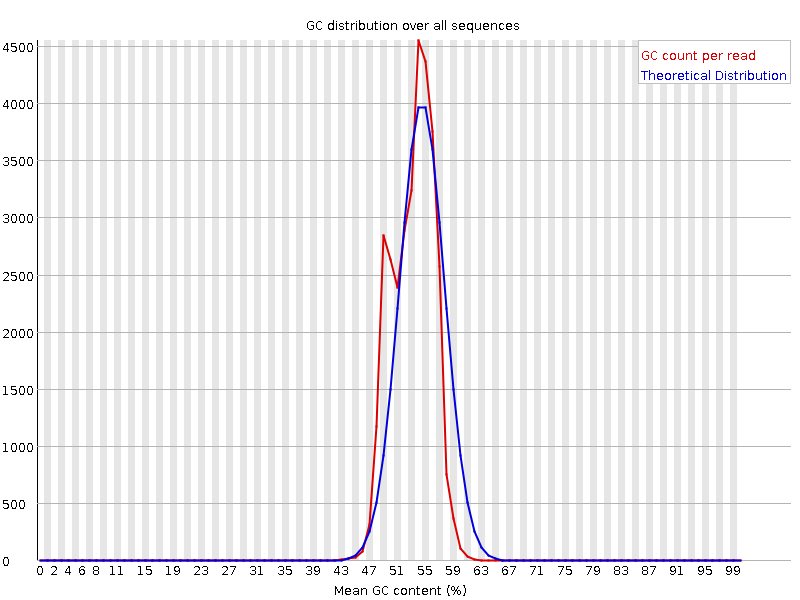 GC distribution over all sequences
GC count per read
Theoretical Distribution
4500
4000
3500
3000
2500
2000
1500
1000
500
0
0 2 4 6 8 11 15 19 23 27 31 35 39 43 47 51 55 59 63 67 71 75 79 83 87 91 95 99
Mean GC content (%)